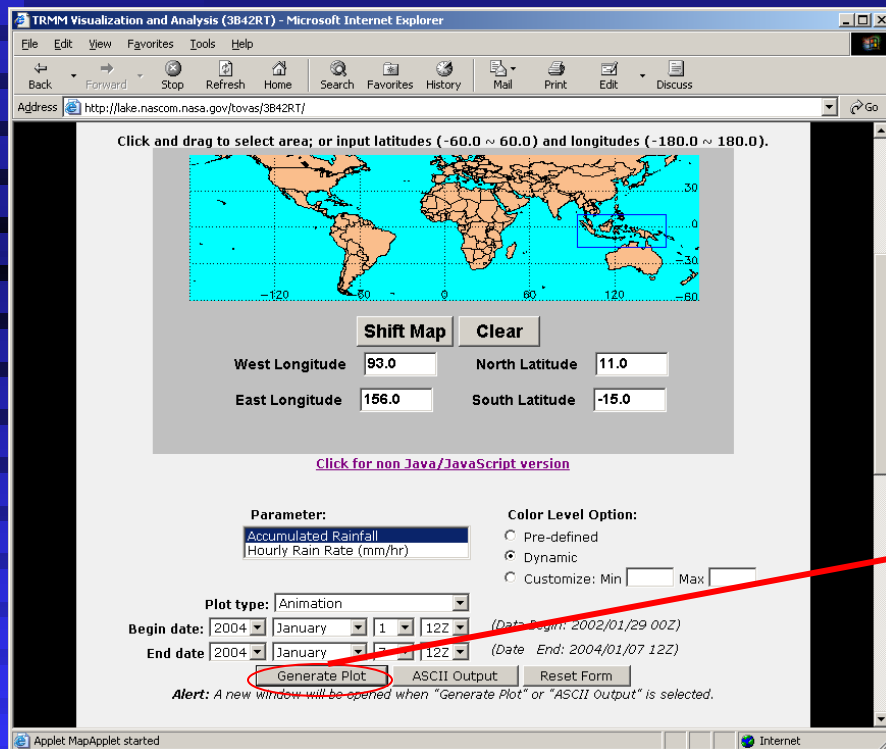 TRMM Visualization and Analysis (3B42RT) - Microsoft Internet Explorer
File Edit View Favorites Tools Help
Back Forward Stop Refresh Home Search Favorites History Mail Print Edit Discuss
Address http://lake.nascom.nasa.gov/tovas/3B42RT/ Go
Click and drag to select area; or input latitudes (-60.0 ~ 60.0) and longitudes (-180.0 ~ 180.0).
30
0
-30
-120 -60 0 60 120 -60
Shift Map Clear
West Longitude 93.0 North Latitude 11.0
East Longitude 156.0 South Latitude -15.0
Click for non Java/JavaScript version
Parameter: Color Level Option:
Accumulated Rainfall Pre-defined
Hourly Rain Rate (mm/hr) Dynamic
Customize: Min Max
Plot type: Animation
Begin date: 2004 January 1 12Z (Data Begin: 2002/01/29 00Z)
End date 2004 January 7 12Z (Date End: 2004/01/07 12Z)
Generate Plot ASCII Output Reset Form
Alert: A new window will be opened when "Generate Plot" or "ASCII Output" is selected.
Applet MapApplet started Internet